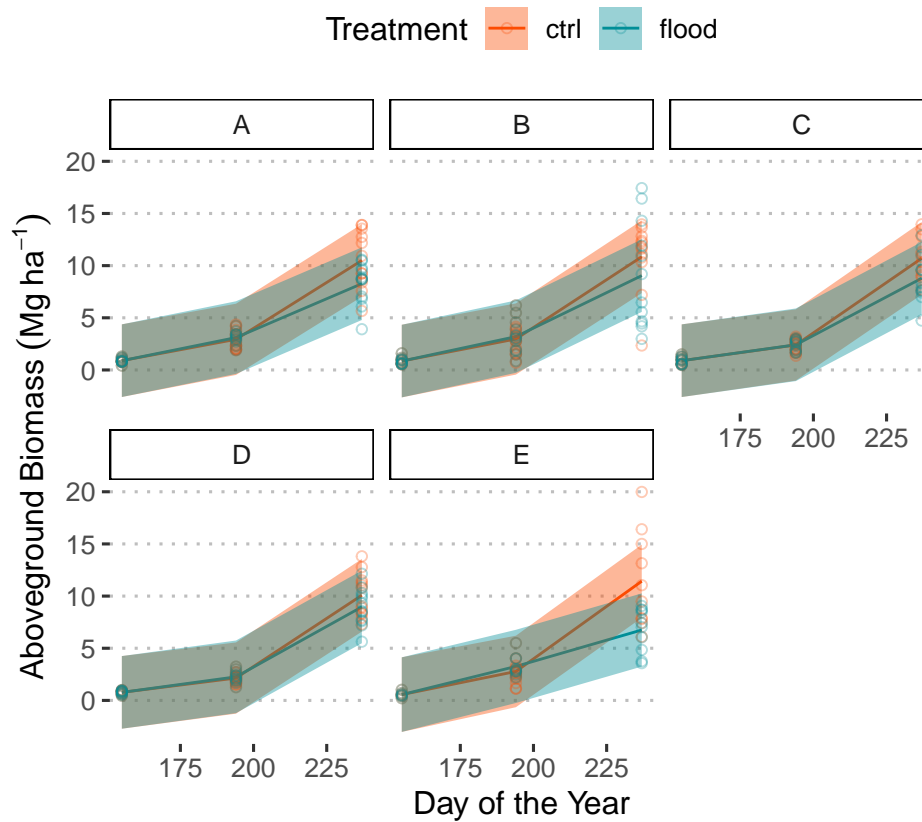 Treatment ctrl flood
A B C
20
15
10
5
0
175 200 225
D E
20
15
10
5
0
175 200 225 175 200 225
Aboveground Biomass (Mg ha⁻¹)
Day of the Year